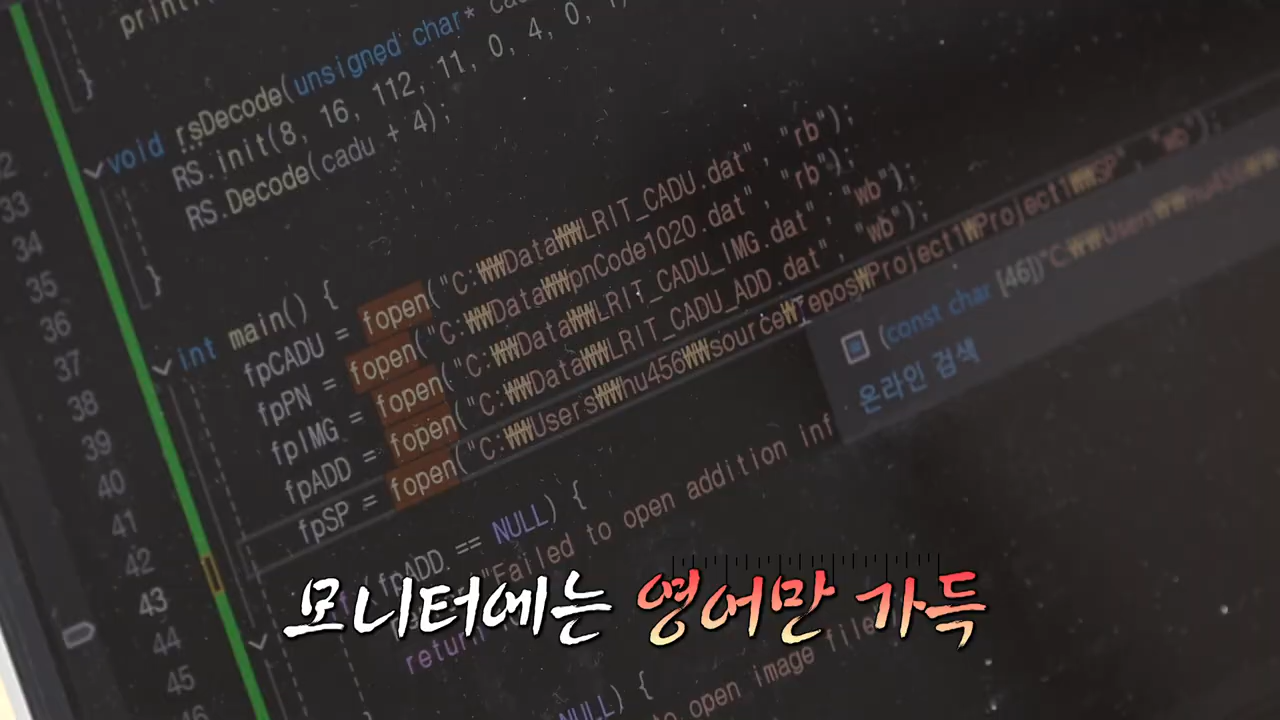 void rsDecode(unsigned char*
RS.init(8, 16, 112, 11, 0, 4, 0,
RS.Decode(cadu + 4);
}
int main() {
fpCADU = fopen("C:₩₩Data₩₩LRIT_CADU.dat", "rb");
fpPN = fopen("C:₩₩Data₩₩pnCode1020.dat", "rb");
fpIMG = fopen("C:₩₩Data₩₩LRIT_CADU_IMG.dat", "wb");
fpADD = fopen("C:₩₩Data₩₩LRIT_CADU_ADD.dat", "wb");
fpSP = fopen("C:₩₩Users₩₩hu456₩₩source₩repos₩Project1₩Project1₩₩SP", "wb");
(const char [46])"C:₩₩Users₩₩hu456₩₩
온라인 검색
fpADD == NULL) {
"Failed to open addition inf
return
NULL) {
to open image file
33
34
35
36
37
38
39
40
41
42
43
44
45
모니터에는 영어만 가득